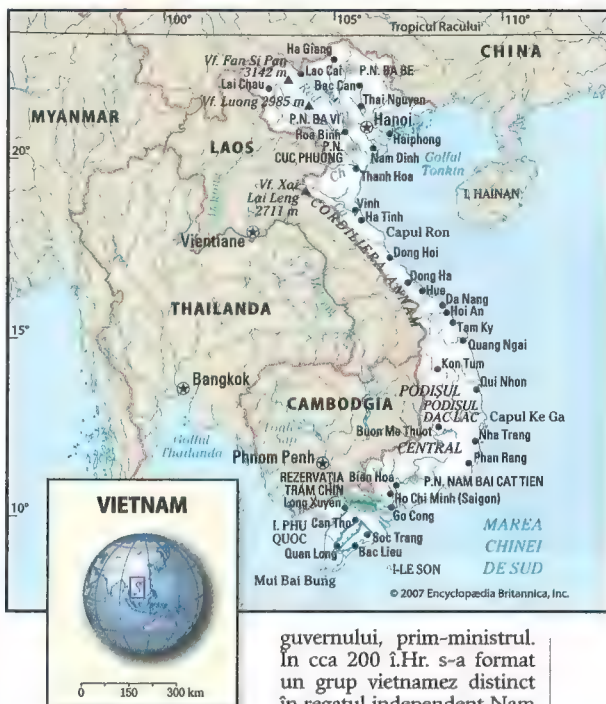 100°
105°
110°
Tropicul Racului
Ha Giang
CHINA
Vf. Fan Si Pan
3142 m
Lao Cai
P.N. BA BE
Lai Chau
Bac Can
Vf. Luong 2985 m
Thai Nguyen
MYANMAR
P.N. BA VI
Hanoi
Hoa Binh
Haiphong
LAOS
P.N.
CUC PHUONG
Nam Dinh
Golful
Tonkin
20°
Thanh Hoa
I. HAINAN
Vf. Xai
Lai Leng
2711 m
Vinh
Ha Tinh
Capul Ron
Vientiane
CORDILIERA ANNAM
Dong Hoi
Dong Ha
Hue
THAILANDA
Da Nang
Hoi An
Tam Ky
15°
Quang Ngai
Kon Tum
Bangkok
PODISUL
Qui Nhon
CAMBODGIA
PODISUL
DAC LAC
Capul Ke Ga
Golful
Thailanda
Tonle
Sap
Buon Me Thuot
Nha Trang
CENTRAL
Phnom Penh
Phan Rang
REZERVATIA
TRAM CHIN
Bien Hoa
P.N. NAM BAI CAT TIEN
Long Xuyen
Ho Chi Minh (Saigon)
10°
Go Cong
I. PHU
QUOC
Can Tho
MAREA
CHINEI
DE SUD
Soc Trang
Quan Long
Bac Lieu
Mui Bai Bung
I-LE SON
© 2007 Encyclopædia Britannica, Inc.
VIETNAM
0 150 300 km
guvernului, prim-ministrul.
În cca 200 î.Hr. s-a format
un grup vietnamez distinct
în regatul independent Nam